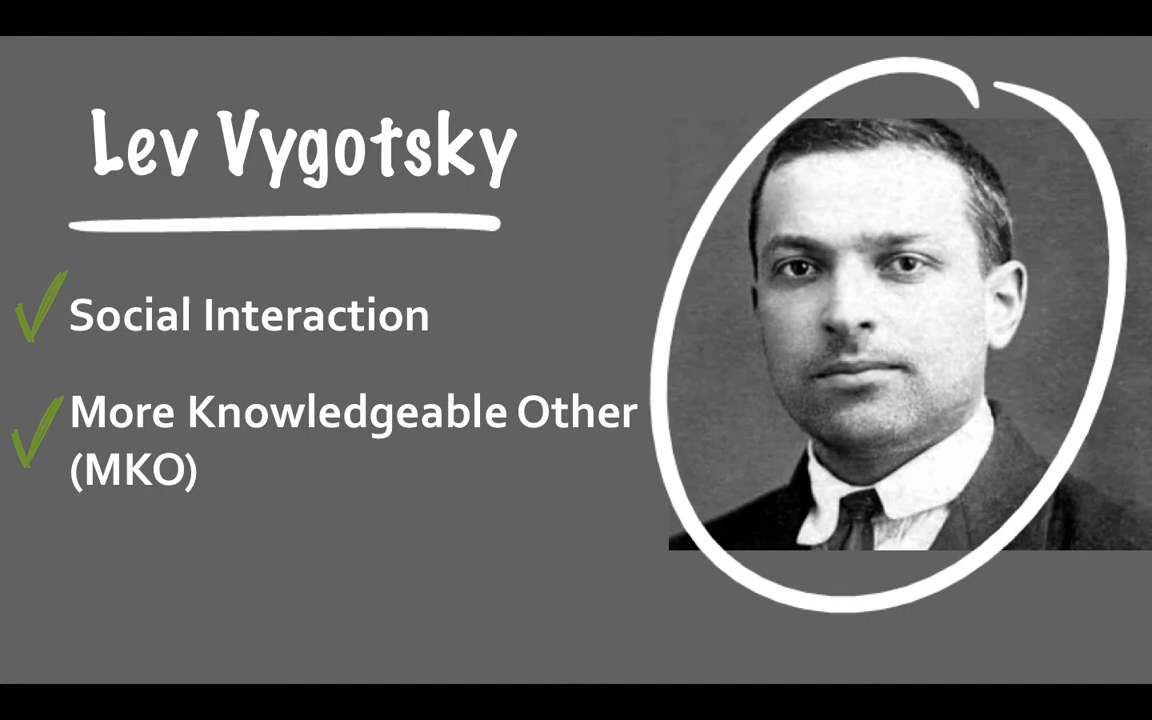 Lev Vygotsky
Social Interaction
More Knowledgeable Other
(MKO)